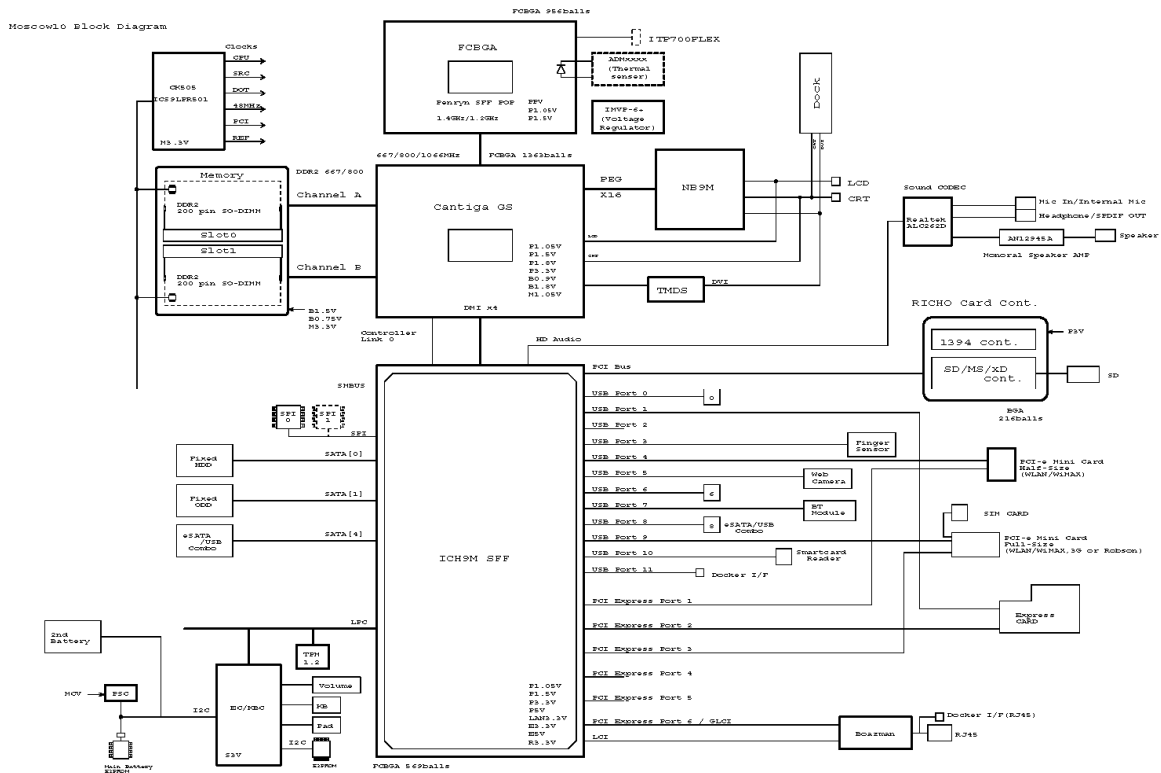 Moscow10 Block Diagram
FCBGA 956balls
FCBGA
ITP700FLEX
ADMxxxx
(Thermal
senser)
Penryn SFF POP
1.4GHz/1.2GHz
PPV
P1.05V
P1.5V
IMVP-6+
(Voltage
Regulator)
Dock
Clocks
CPU
SRC
DOT
48MHz
PCI
REF
CK505
ICS9LPR501
M3.3V
667/800/1066MHz
FCBGA 1363balls
Memory
DDR2 667/800
DDR2
200 pin SO-DIMM
Slot0
Slot1
DDR2
200 pin SO-DIMM
Channel A
Channel B
B1.5V
B0.75V
M3.3V
Cantiga GS
P1.05V
P1.5V
P1.8V
P3.3V
B0.9V
B1.8V
M1.05V
DMI x4
PEG
X16
NB9M
LCD
CRT
TMDS
DVI
Sound CODEC
Realtek
ALC262D
Mic In/Internal Mic
Headphone/SPDIF OUT
AN12945A
Speaker
Monoral Speaker AMP
Controller
Link 0
HD Audio
RICHO Card Cont.
1394 cont.
SD/MS/xD
cont.
P3V
SD
BGA
216balls
PCI Bus
SMBUS
SPI
0
SPI
1
SPI
Fixed
HDD
SATA[0]
Fixed
ODD
SATA[1]
eSATA
/USB
Combo
SATA[4]
ICH9M SFF
USB Port 0
0
USB Port 1
USB Port 2
USB Port 3
Finger
Sensor
USB Port 4
PCI-e Mini Card
Half-Size
(WLAN/WiMAX)
USB Port 5
Web
Camera
USB Port 6
6
USB Port 7
BT
Module
USB Port 8
8
eSATA/USB
Combo
SIM CARD
USB Port 9
PCI-e Mini Card
Full-Size
(WLAN/WiMAX,3G or Robson)
USB Port 10
Smartcard
Reader
USB Port 11
Docker I/F
PCI Express Port 1
Express
CARD
PCI Express Port 2
PCI Express Port 3
PCI Express Port 4
PCI Express Port 5
PCI Express Port 6 / GLCI
LCI
Boazman
Docker I/F(RJ45)
RJ45
P1.05V
P1.5V
P3.3V
P5V
LAN3.3V
E3.3V
E5V
R3.3V
LPC
TPM
1.2
2nd
Battery
MCV
PSC
I2C
EC/KBC
S3V
Volume
KB
Pad
I2C
E2PROM
Main Battery
E2PROM
FCBGA 569balls